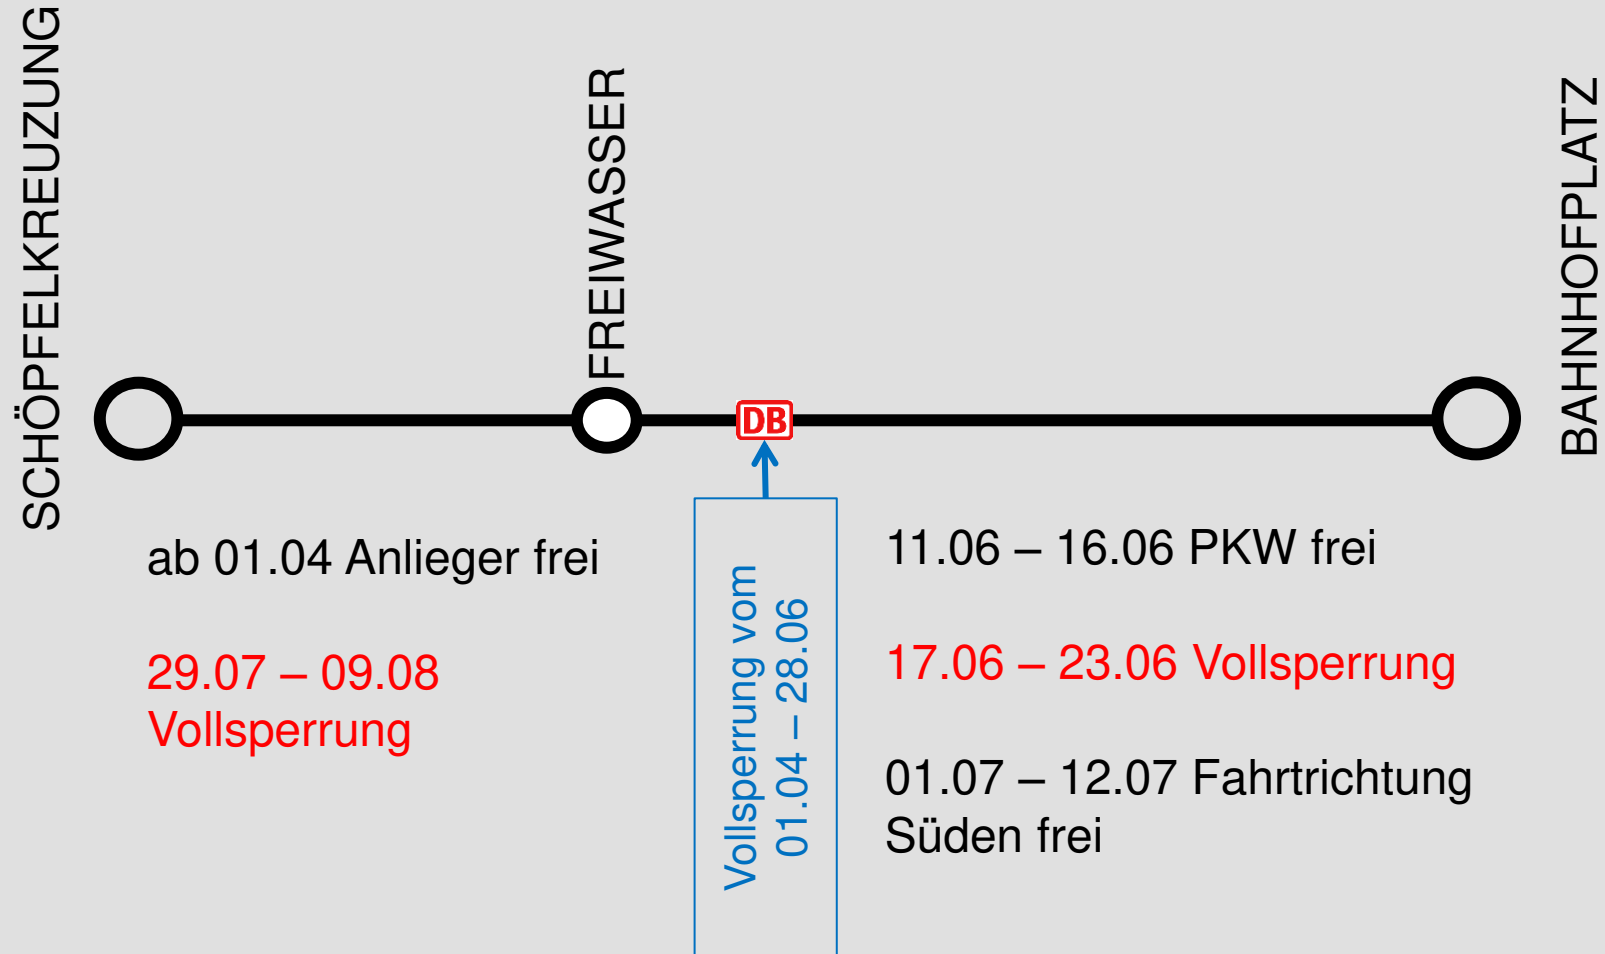 SCHÖPFELKREUZUNG
FREIWASSER
BAHNHOFPLATZ
DB
ab 01.04 Anlieger frei
29.07 – 09.08
Vollsperrung
Vollsperrung vom
01.04 – 28.06
11.06 – 16.06 PKW frei
17.06 – 23.06 Vollsperrung
01.07 – 12.07 Fahrtrichtung
Süden frei